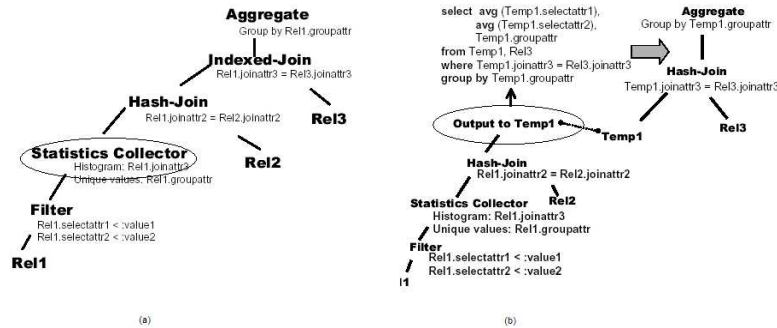 Aggregate
Group by Rel1.groupattr
Indexed-Join
Rel1.joinattr3 = Rel3.joinattr3
Hash-Join
Rel1.joinattr2 = Rel2.joinattr2
Rel3
Statistics Collector
Histogram: Rel1.joinattr3
Unique values: Rel1.groupattr
Rel2
Filter
Rel1.selectattr1 < :value1
Rel1.selectattr2 < :value2
Rel1
(a)
select avg (Temp1.selectattr1),
avg (Temp1.selectattr2),
Temp1.groupattr
from Temp1, Rel3
where Temp1.joinattr3 = Rel3.joinattr3
group by Temp1.groupattr
Aggregate
Group by Temp1.groupattr
Hash-Join
Temp1.joinattr3 = Rel3.joinattr3
Temp1
Rel3
Output to Temp1
Hash-Join
Rel1.joinattr2 = Rel2.joinattr2
Statistics Collector
Histogram: Rel1.joinattr3
Unique values: Rel1.groupattr
Rel2
Filter
Rel1.selectattr1 < :value1
Rel1.selectattr2 < :value2
l1
(b)